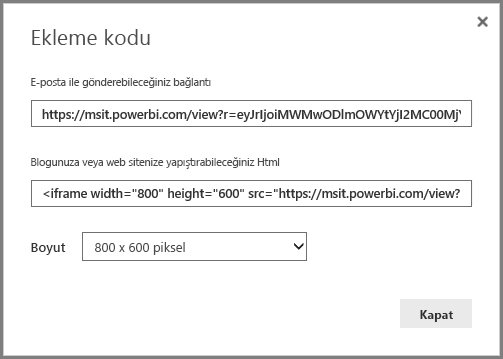 Ekleme kodu
E-posta ile gönderebileceğiniz bağlantı
https://msit.powerbi.com/view?r=eyJrIjoiMWMwODlmOWYtYjI2MC00MjY
Blogunuza veya web sitenize yapıştırabileceğiniz Html
<iframe width="800" height="600" src="https://msit.powerbi.com/view?
Boyut 800 x 600 piksel
Kapat